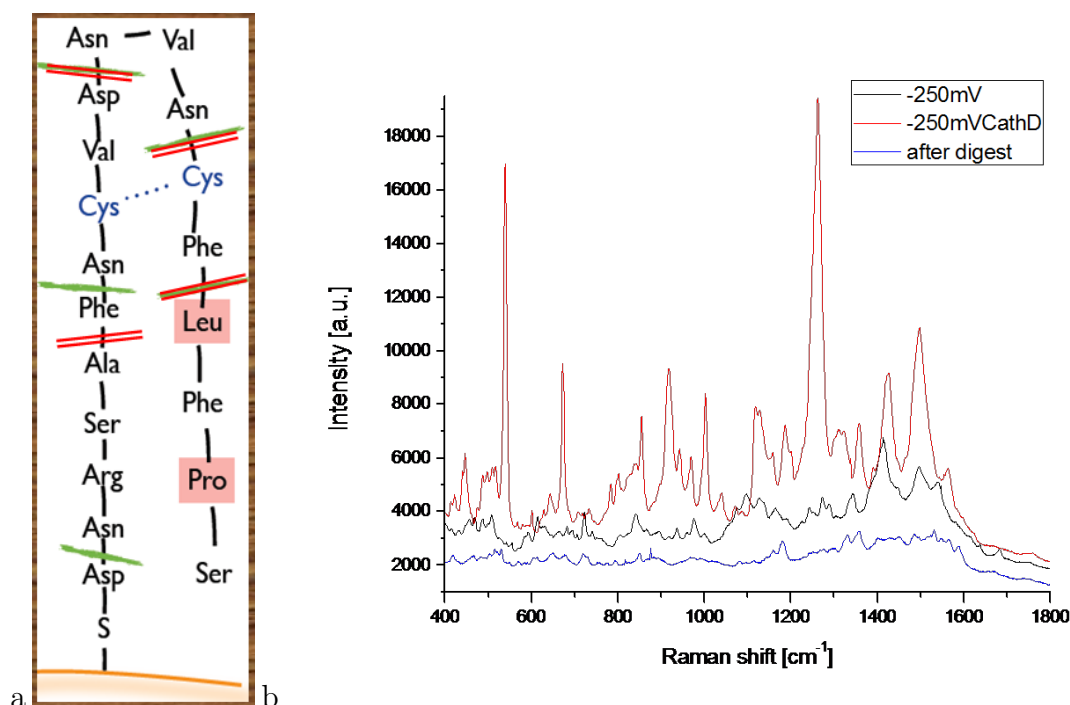 Asn Val
Asp Asn
Val
Cys Cys
Asn Phe
Phe Leu
Ala
Ser Phe
Arg Pro
Asn
Asp Ser
S
a
b
-250mV
-250mVCathD
after digest
Intensity [a.u.]
18000
16000
14000
12000
10000
8000
6000
4000
2000
400 600 800 1000 1200 1400 1600 1800
Raman shift [cm⁻¹]